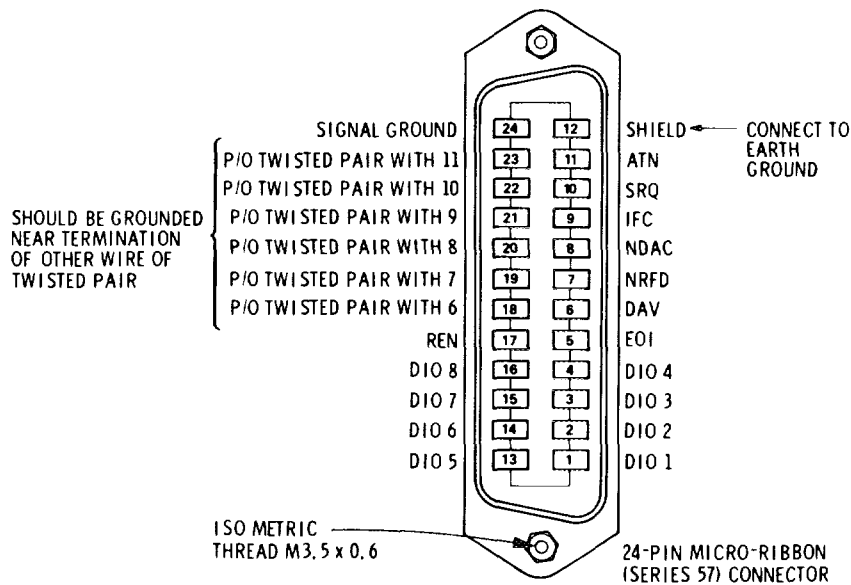 SIGNAL GROUND 24 12 SHIELD CONNECT TO
EARTH
GROUND
P/O TWISTED PAIR WITH 11 23 11 ATN
P/O TWISTED PAIR WITH 10 22 10 SRQ
P/O TWISTED PAIR WITH 9 21 9 IFC
P/O TWISTED PAIR WITH 8 20 8 NDAC
P/O TWISTED PAIR WITH 7 19 7 NRFD
P/O TWISTED PAIR WITH 6 18 6 DAV
SHOULD BE GROUNDED
NEAR TERMINATION
OF OTHER WIRE OF
TWISTED PAIR
REN 17 5 EOI
DIO 8 16 4 DIO 4
DIO 7 15 3 DIO 3
DIO 6 14 2 DIO 2
DIO 5 13 1 DIO 1
ISO METRIC
THREAD M3,5 x 0,6
24-PIN MICRO-RIBBON
(SERIES 57) CONNECTOR